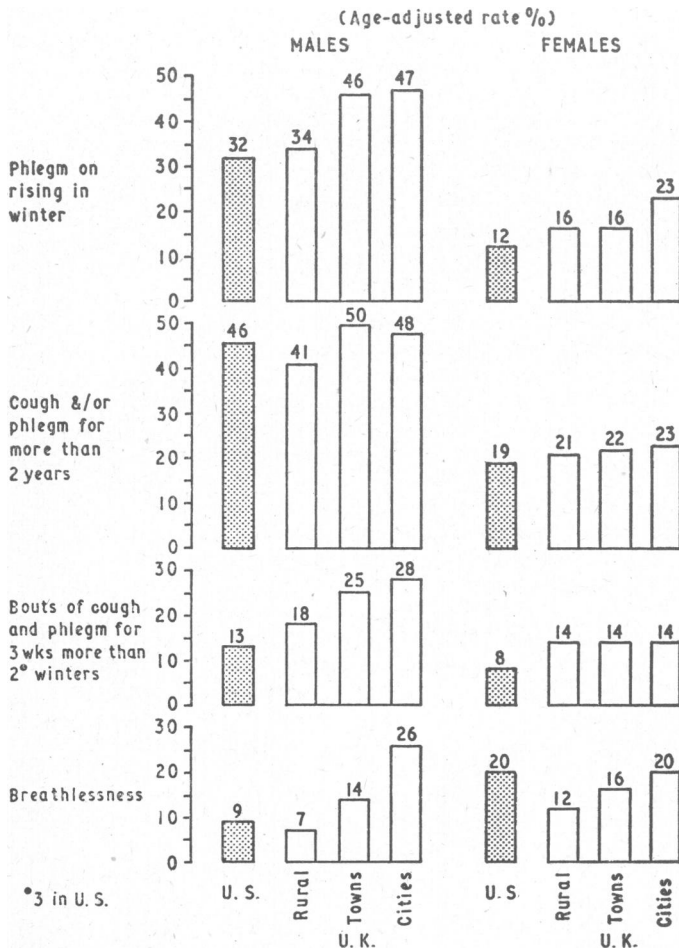 (Age-adjusted rate %)
MALES FEMALES
Phlegm on
rising in
winter
50
40
30
20
10
0
32 34 46 47
12 16 16 23
Cough &/or
phlegm for
more than
2 years
50
40
30
20
10
0
46 41 50 48
19 21 22 23
Bouts of cough
and phlegm for
3 wks more than
2* winters
30
20
10
0
13 18 25 28
8 14 14 14
Breathlessness
30
20
10
0
9 7 14 26
20 12 16 20
*3 in U.S.
U.S. Rural Towns Cities
U.K.
U.S Rural Towns Cities
U.K.